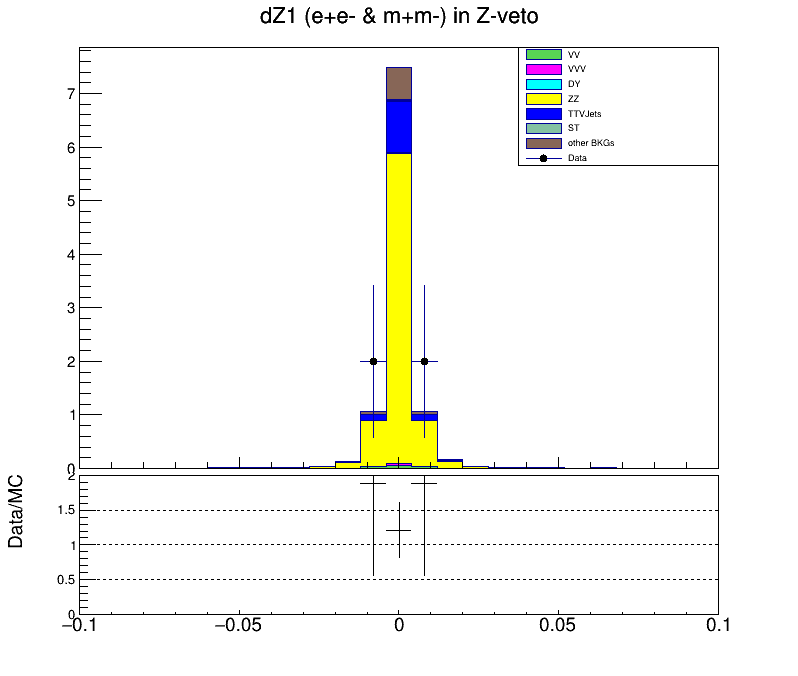 dZ1 (e+e- & m+m-) in Z-veto
VV
VVV
DY
ZZ
TTVJets
ST
other BKGs
Data
7
6
5
4
3
2
1
0
Data/MC
2
1.5
1
0.5
0
−0.1 −0.05 0 0.05 0.1